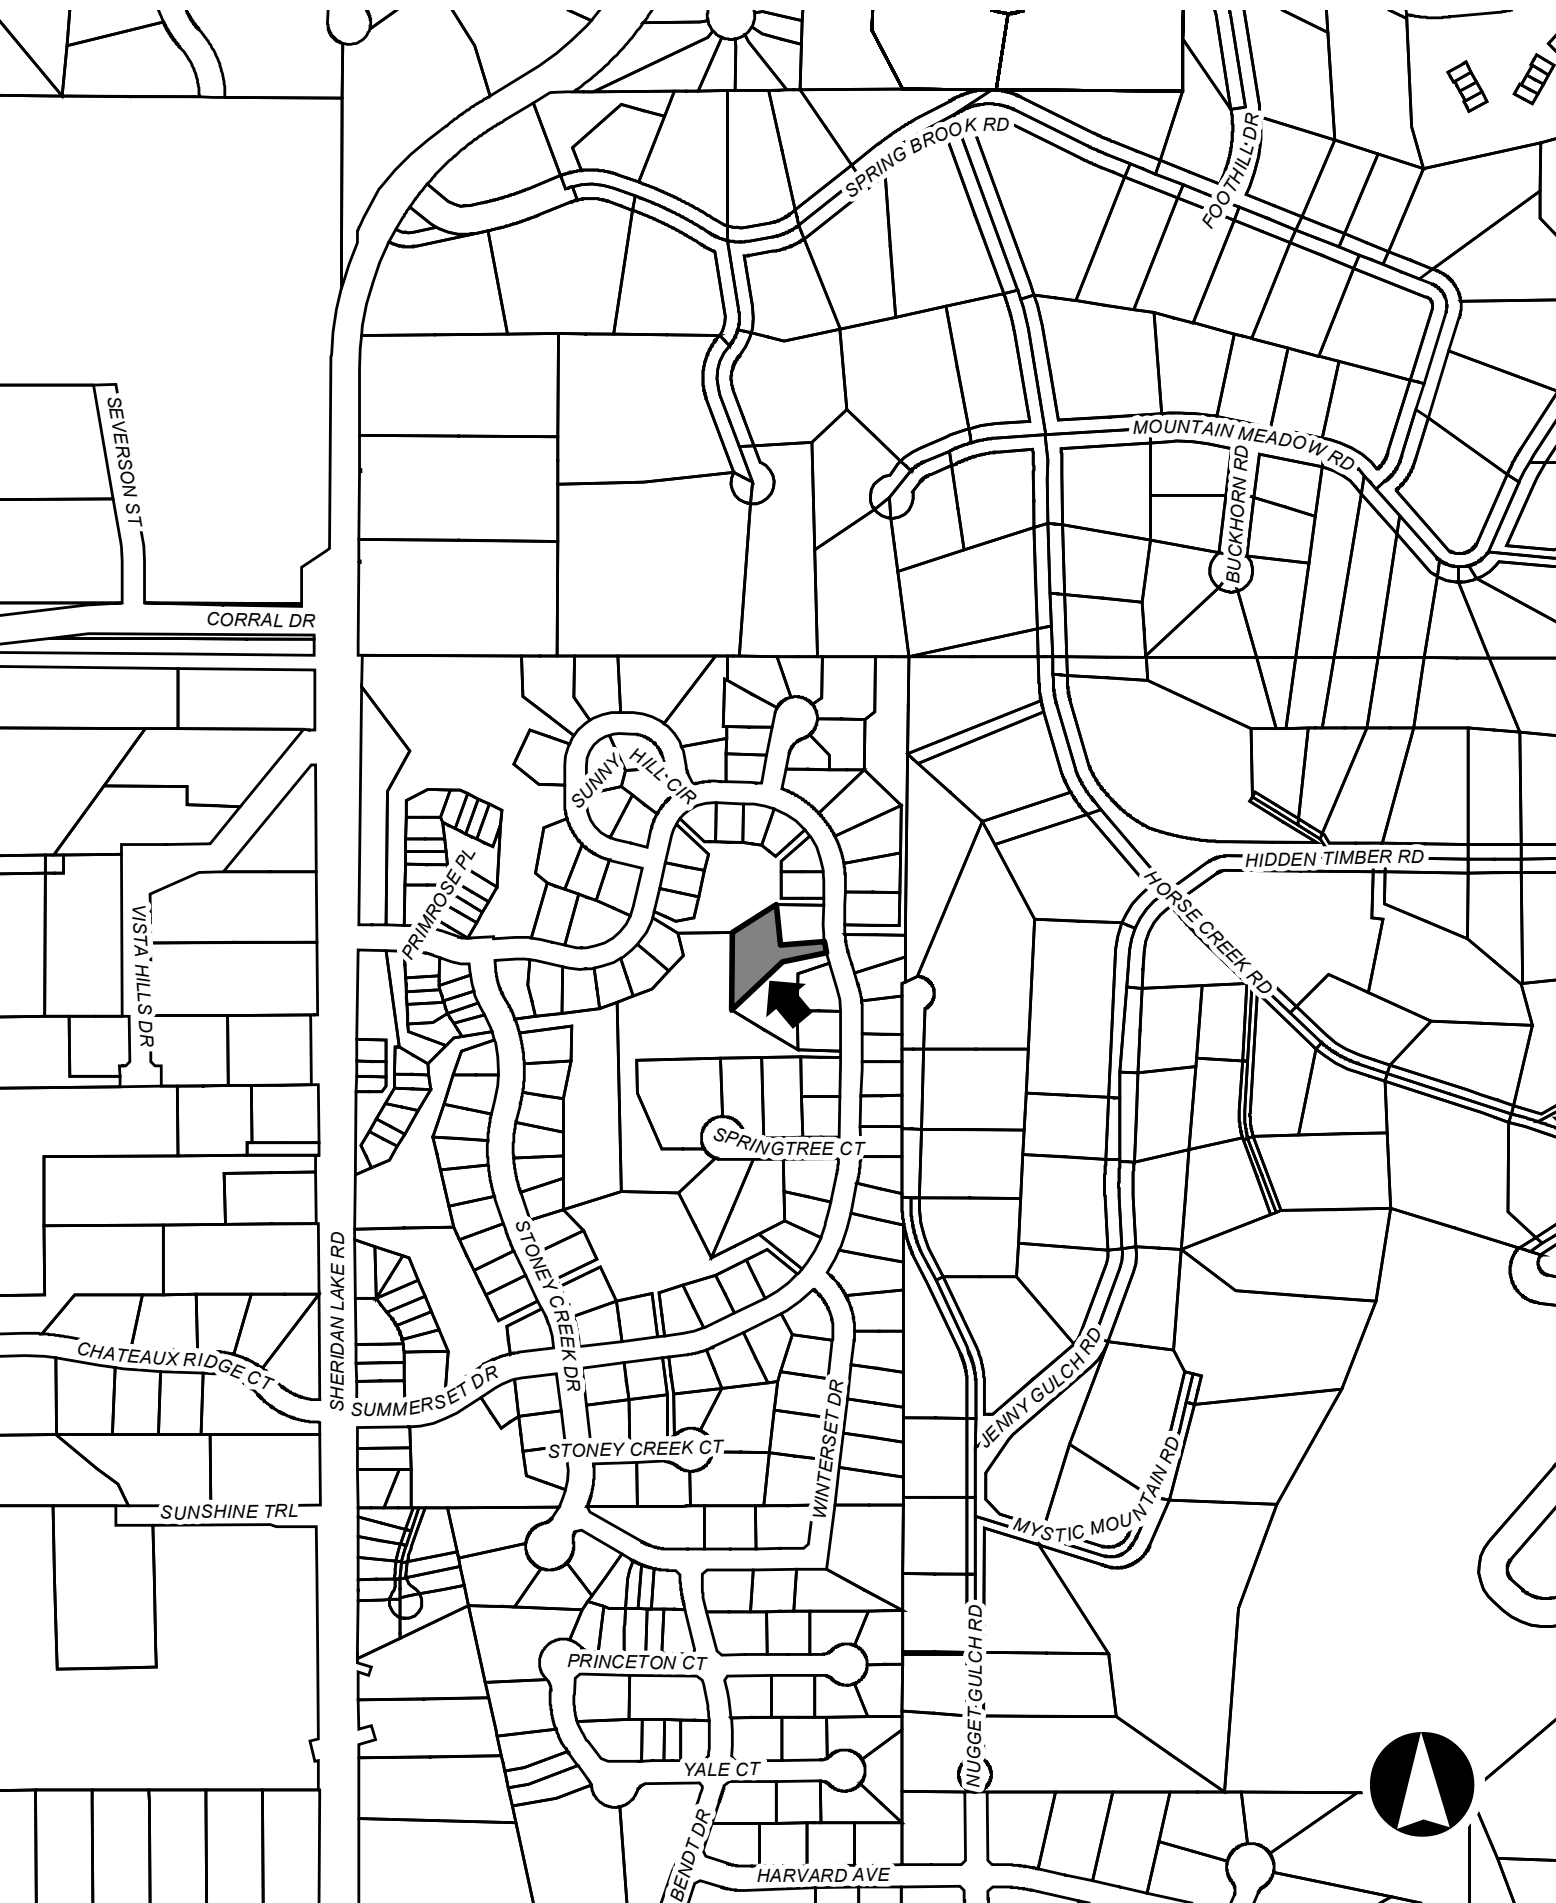 SPRING BROOK RD
FOOTHILL DR
SEVERSON ST
MOUNTAIN MEADOW RD
BUCKHORN RD
CORRAL DR
SUNNY HILL CIR
PRIMROSE PL
HIDDEN TIMBER RD
HORSE CREEK RD
VISTA HILLS DR
SPRINGTREE CT
STONEY CREEK DR
SHERIDAN LAKE RD
CHATEAUX RIDGE CT
SUMMERSET DR
JENNY GULCH RD
WINTERSET DR
STONEY CREEK CT
MYSTIC MOUNTAIN RD
SUNSHINE TRL
PRINCETON CT
NUGGET GULCH RD
YALE CT
BENDT DR
HARVARD AVE